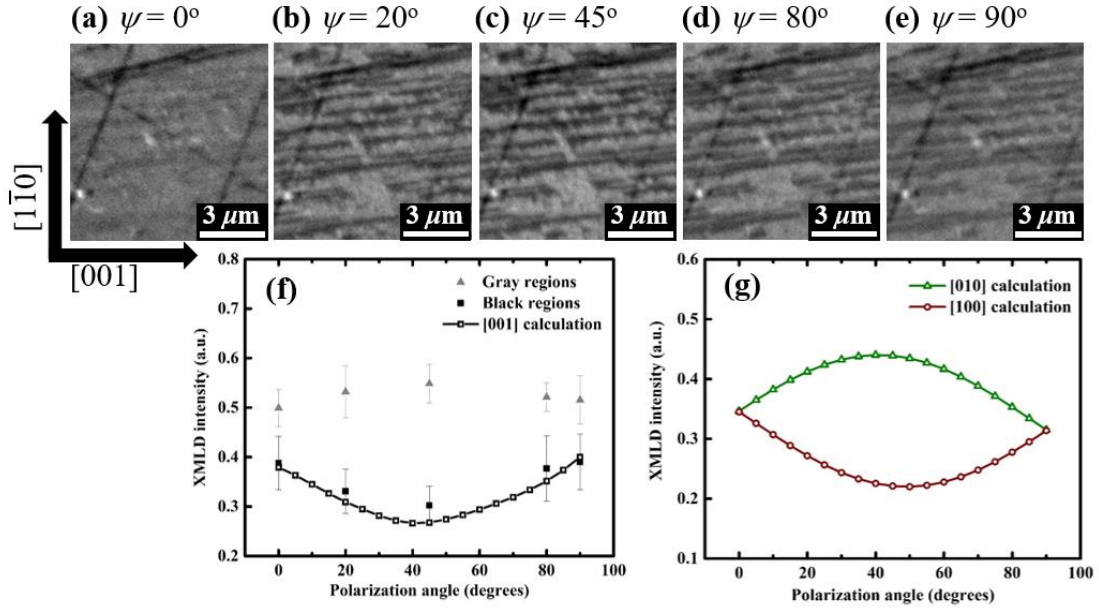 (a) ψ = 0° (b) ψ = 20° (c) ψ = 45° (d) ψ = 80° (e) ψ = 90°
[11̄0]
3 μm 3 μm 3 μm 3 μm 3 μm
[001]
(f)
Gray regions
Black regions
[001] calculation
XMLD intensity (a.u.)
0.8
0.7
0.6
0.5
0.4
0.3
0.2
0 20 40 60 80 100
Polarization angle (degrees)
(g)
[010] calculation
[100] calculation
XMLD intensity (a.u.)
0.6
0.5
0.4
0.3
0.2
0.1
0 20 40 60 80 100
Polarization angle (degrees)